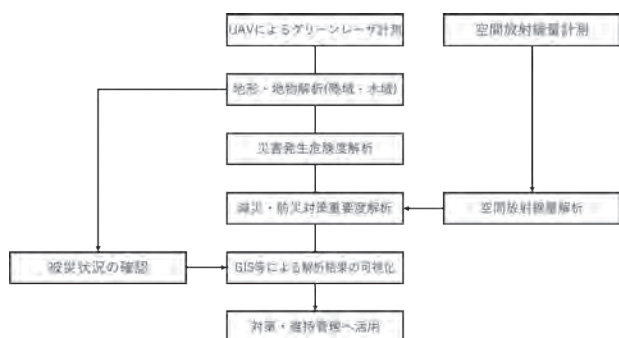 UAVによるグリーンレーザ計測
空間放射線量計測
地形・地物解析(陸域・水域)
災害発生危険度解析
減災・防災対策重要度解析
空間放射線量解析
被災状況の確認
GIS等による解析結果の可視化
対策・維持管理へ活用